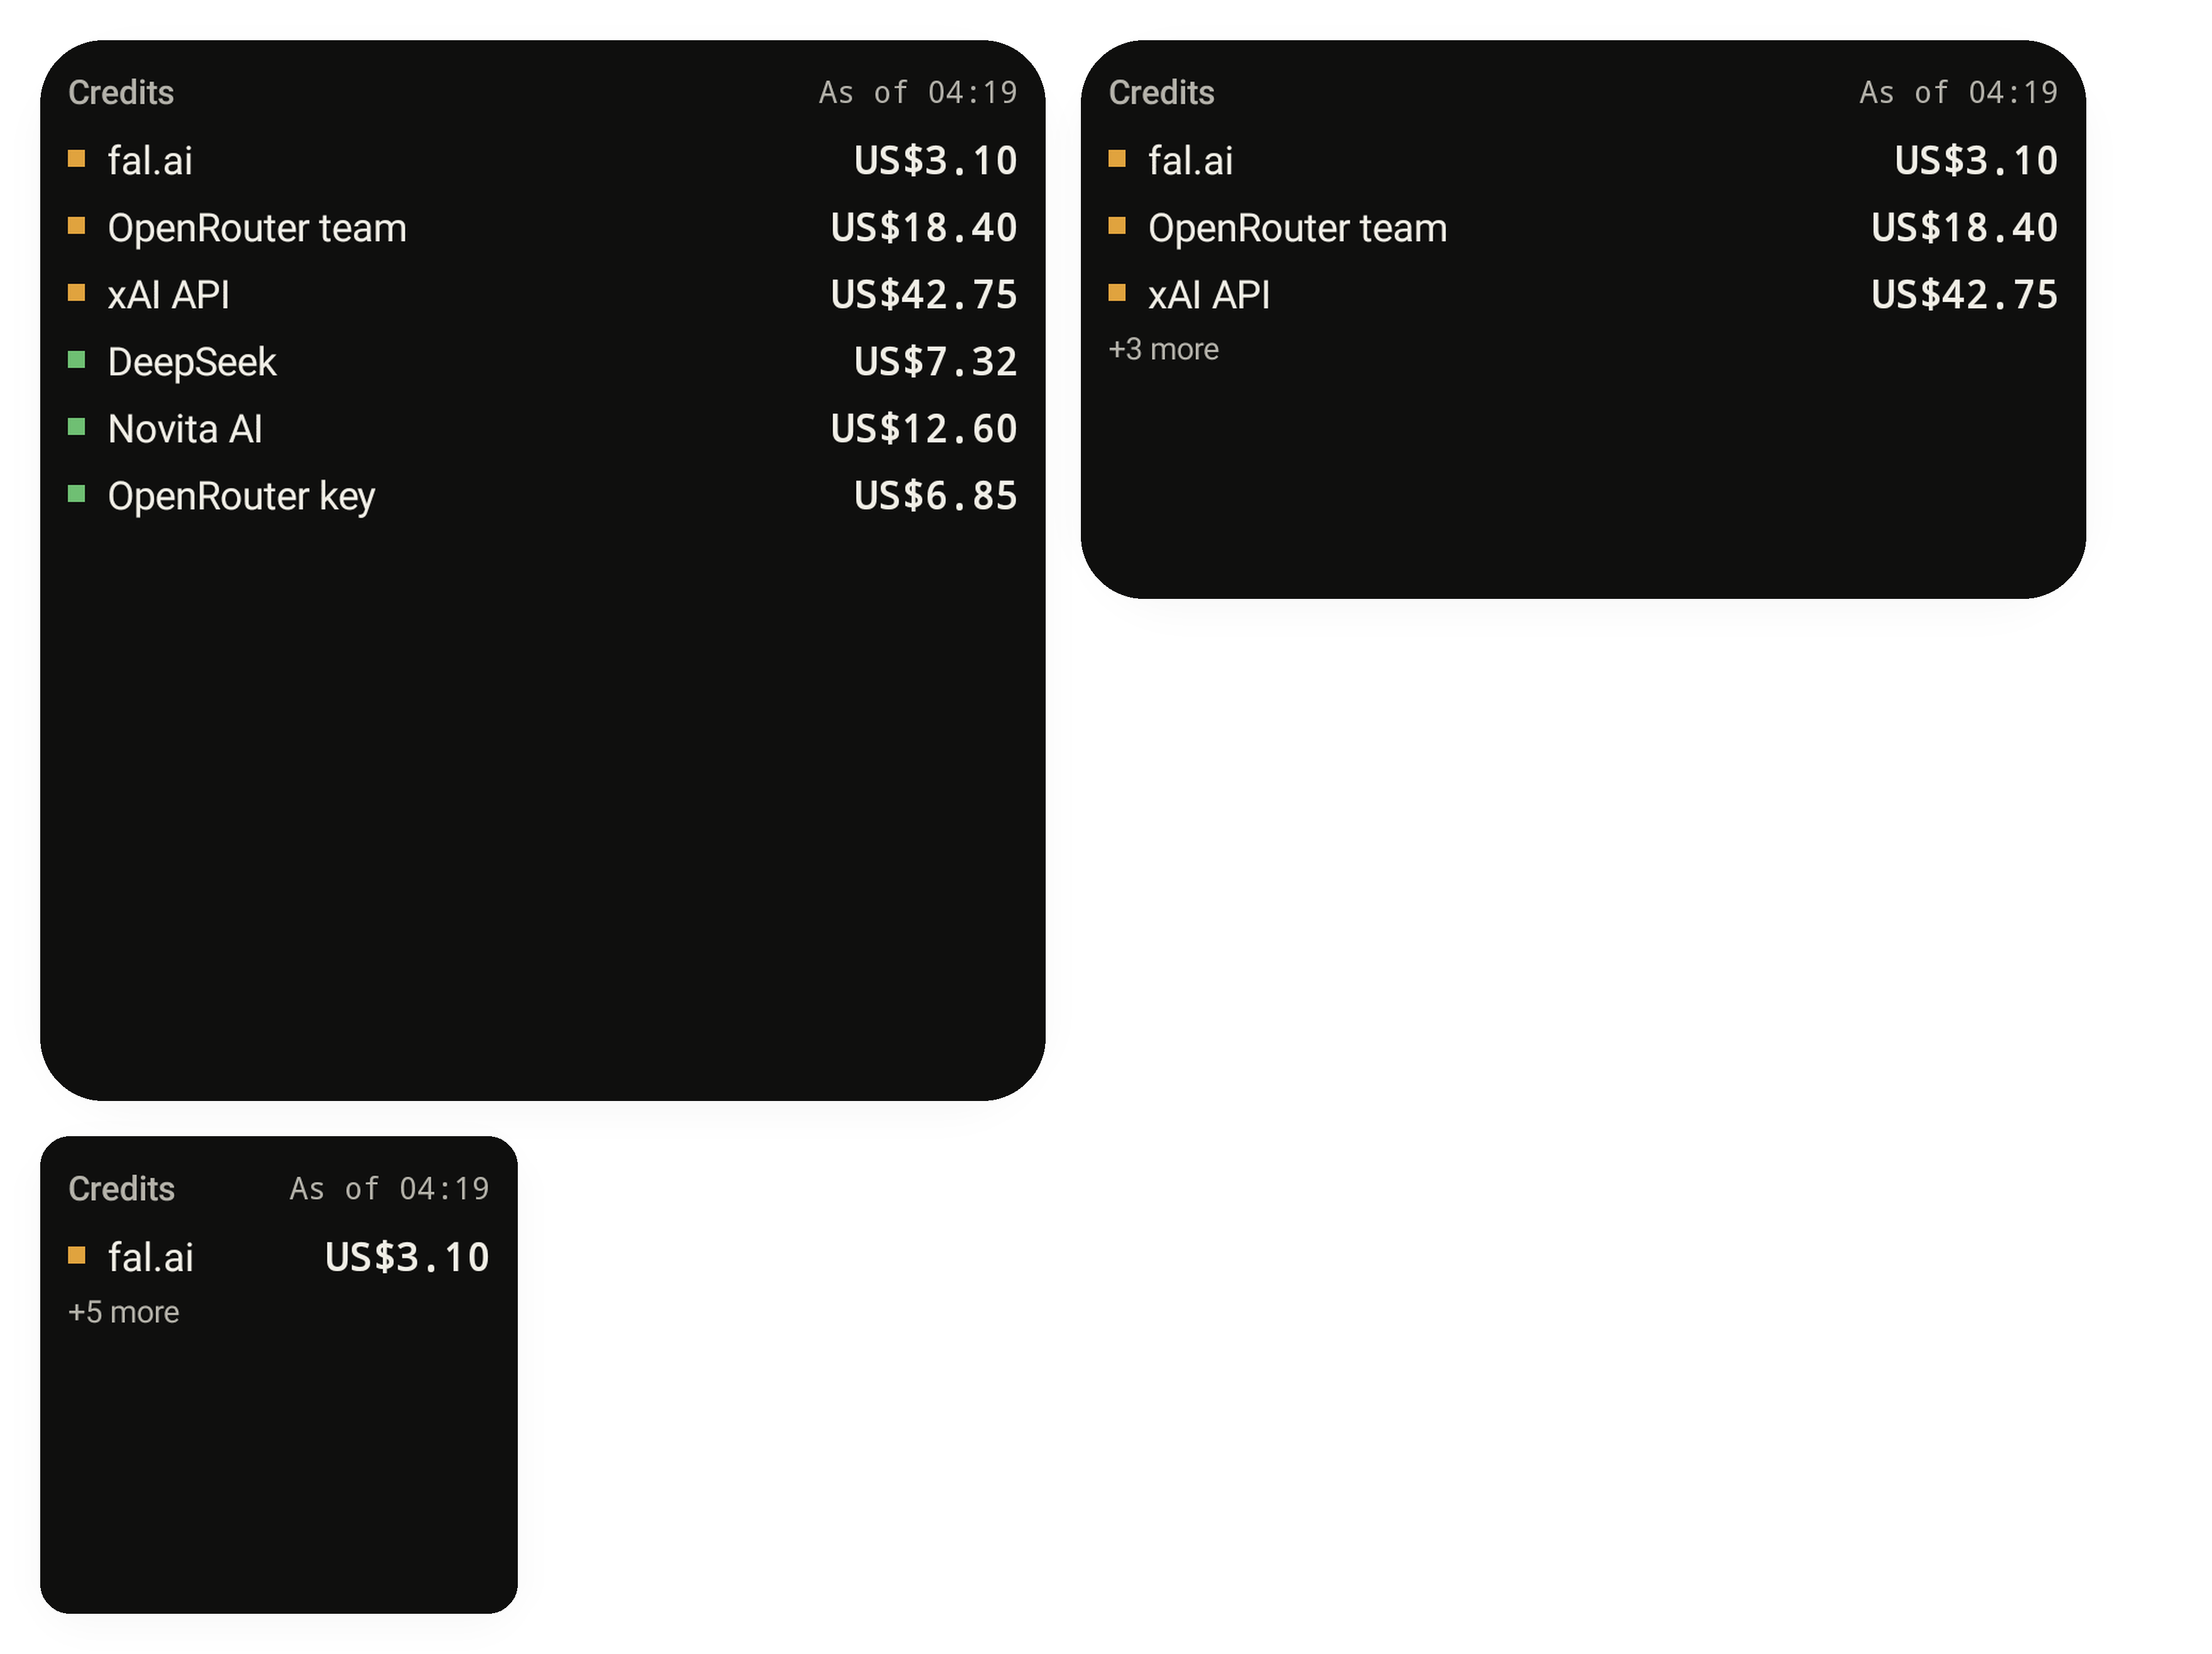 Credits As of 04:19
fal.ai US$3.10
OpenRouter team US$18.40
xAI API US$42.75
DeepSeek US$7.32
Novita AI US$12.60
OpenRouter key US$6.85
Credits As of 04:19
fal.ai US$3.10
OpenRouter team US$18.40
xAI API US$42.75
+3 more
Credits As of 04:19
fal.ai US$3.10
+5 more